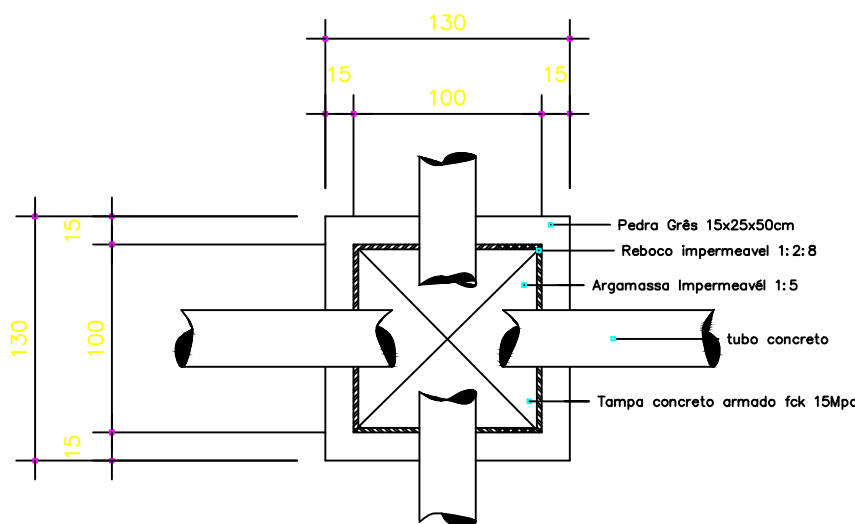 130
15
15
100
Pedra Grês 15x25x50cm
15
Reboco impermeavel 1:2:8
Argamassa Impermeavél 1:5
130
100
tubo concreto
Tampa concreto armado fck 15Mpa
15